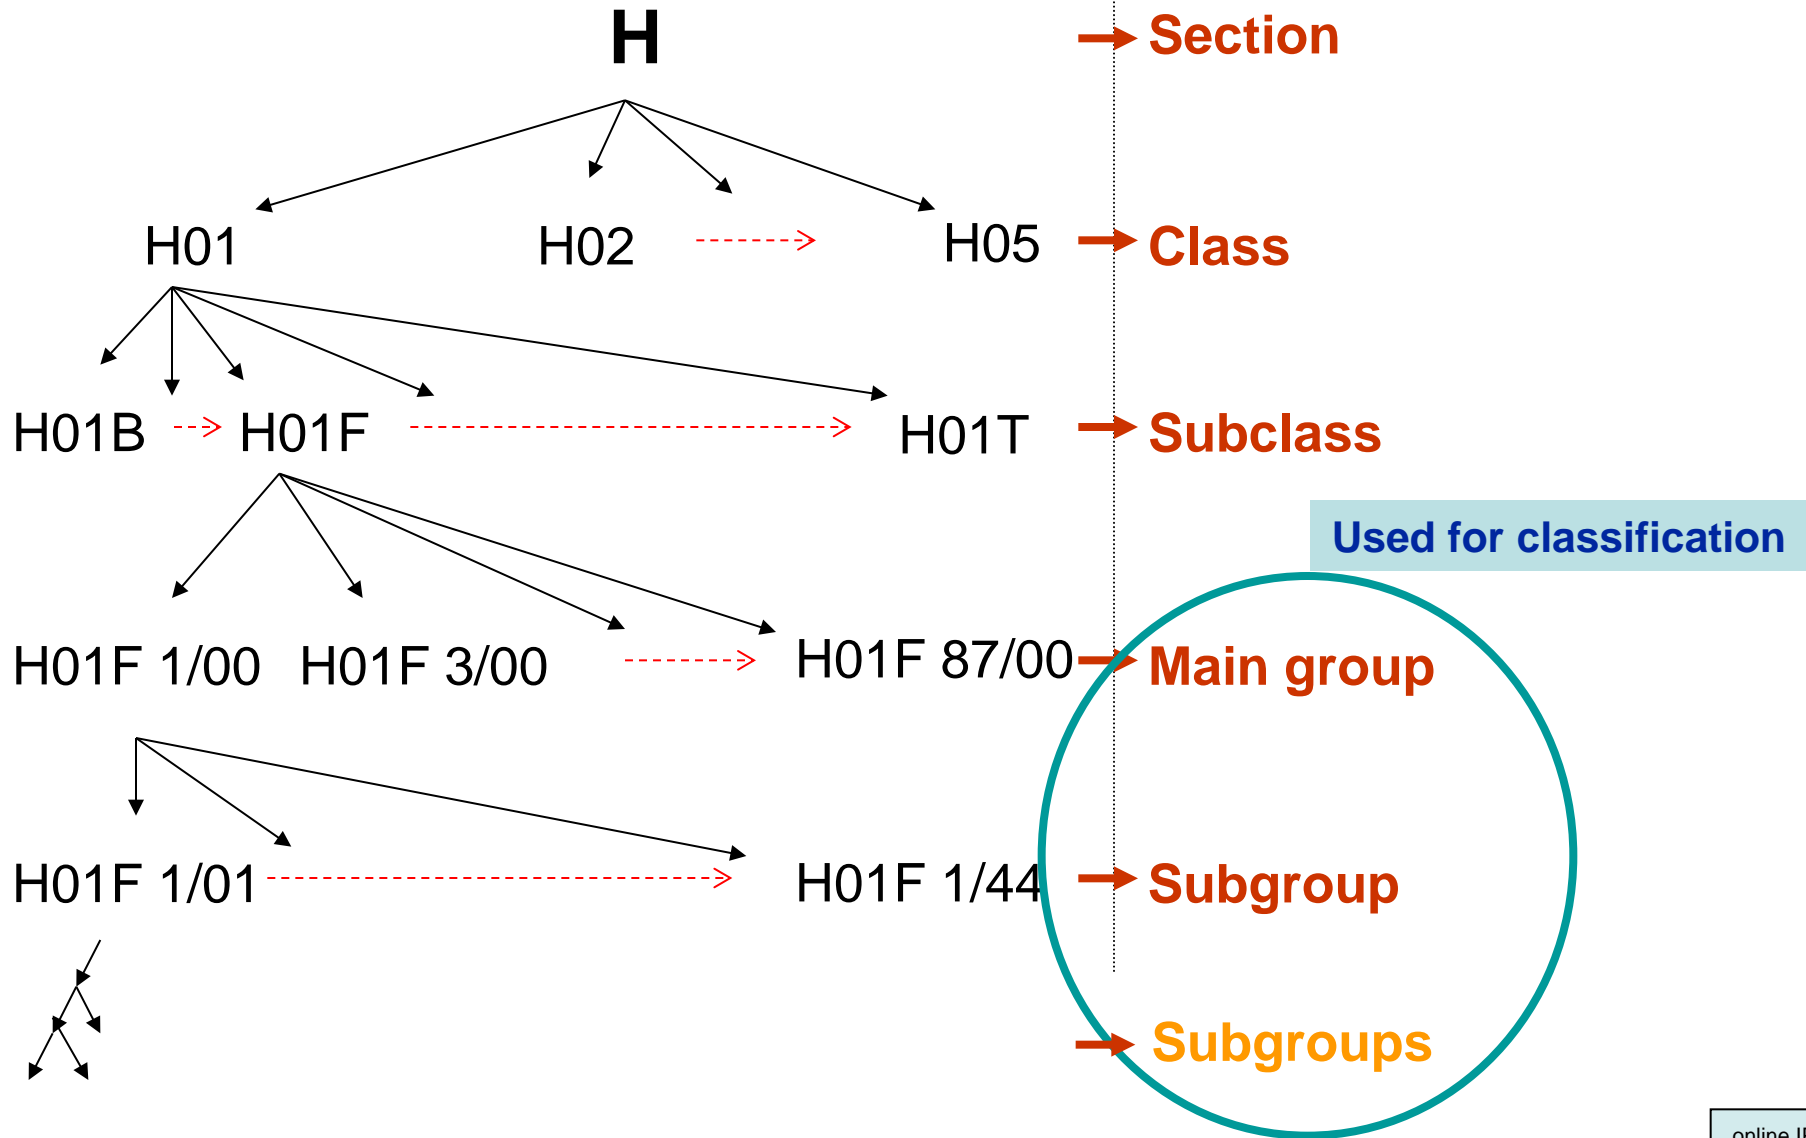 H
Section
H01 H02 H05
Class
H01B H01F H01T
Subclass
Used for classification
H01F 1/00 H01F 3/00 H01F 87/00
Main group
H01F 1/01 H01F 1/44
Subgroup
Subgroups
online